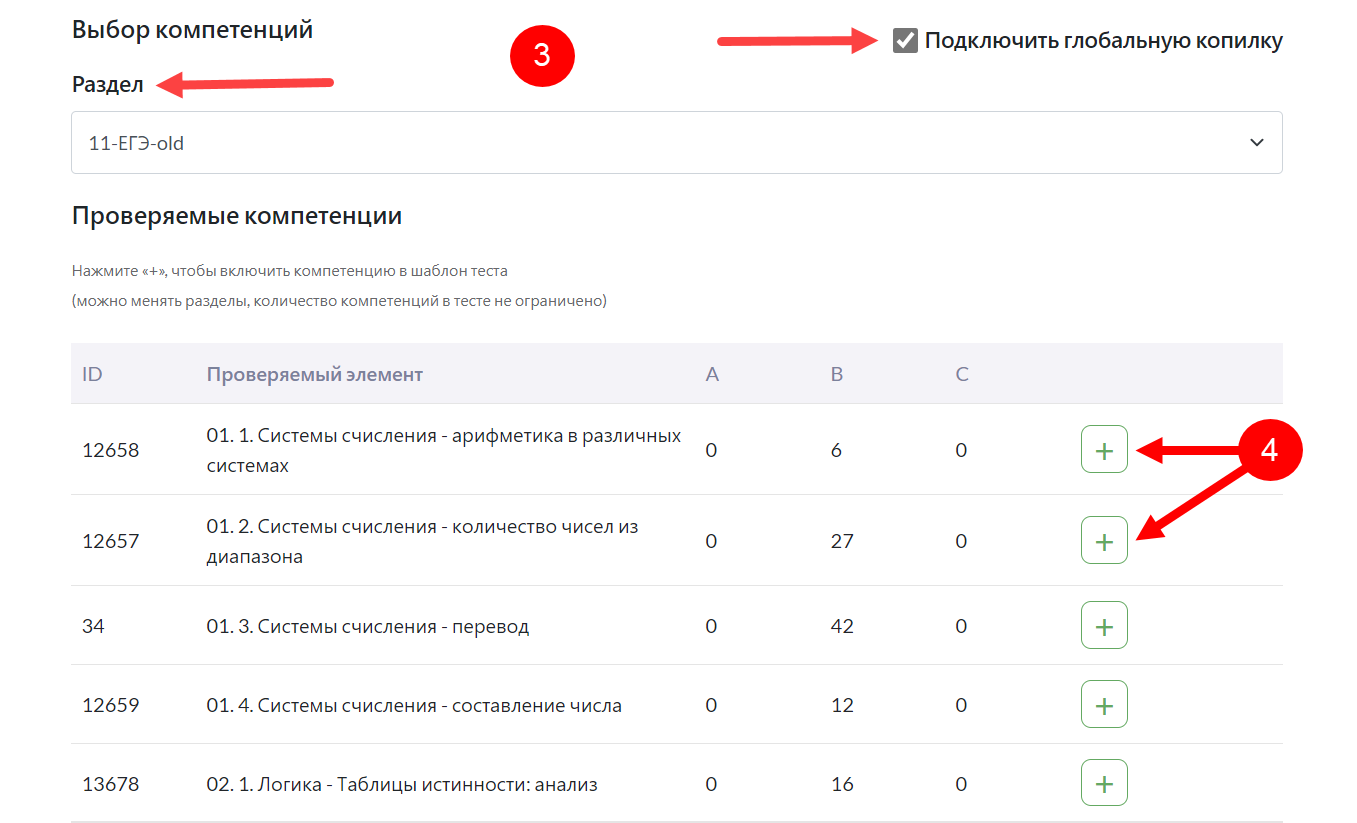 Выбор компетенций
3
Подключить глобальную копилку
Раздел
11-ЕГЭ-old
Проверяемые компетенции
Нажмите «+», чтобы включить компетенцию в шаблон теста
(можно менять разделы, количество компетенций в тесте не ограничено)
ID Проверяемый элемент A B C
12658 01. 1. Системы счисления - арифметика в различных
системах 0 6 0 +
4
12657 01. 2. Системы счисления - количество чисел из
диапазона 0 27 0 +
34 01. 3. Системы счисления - перевод 0 42 0 +
12659 01. 4. Системы счисления - составление числа 0 12 0 +
13678 02. 1. Логика - Таблицы истинности: анализ 0 16 0 +